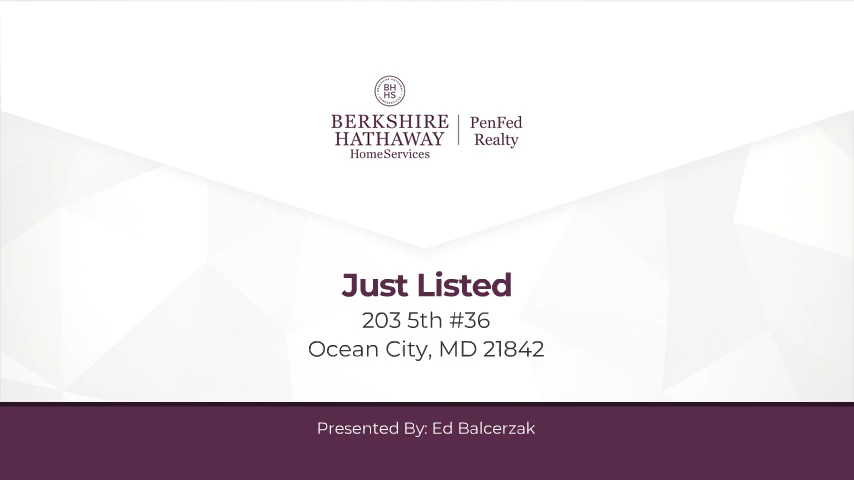 BH
HS
BERKSHIRE
HATHAWAY
HomeServices
PenFed
Realty
Just Listed
203 5th #36
Ocean City, MD 21842
Presented By: Ed Balcerzak